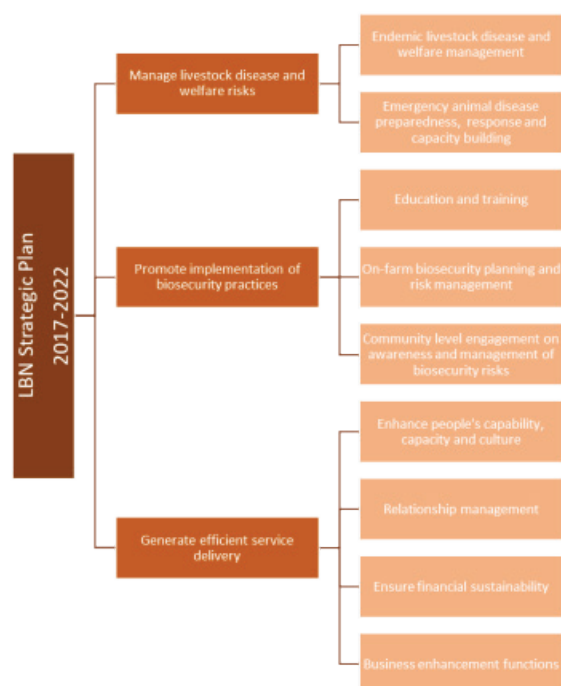 LBN Strategic Plan
2017-2022
Manage livestock disease and
welfare risks
Endemic livestock disease and
welfare management
Emergency animal disease
preparedness, response and
capacity building
Promote implementation of
biosecurity practices
Education and training
On-farm biosecurity planning and
risk management
Community level engagement on
awareness and management of
biosecurity risks
Generate efficient service
delivery
Enhance people's capability,
capacity and culture
Relationship management
Ensure financial sustainability
Business enhancement functions